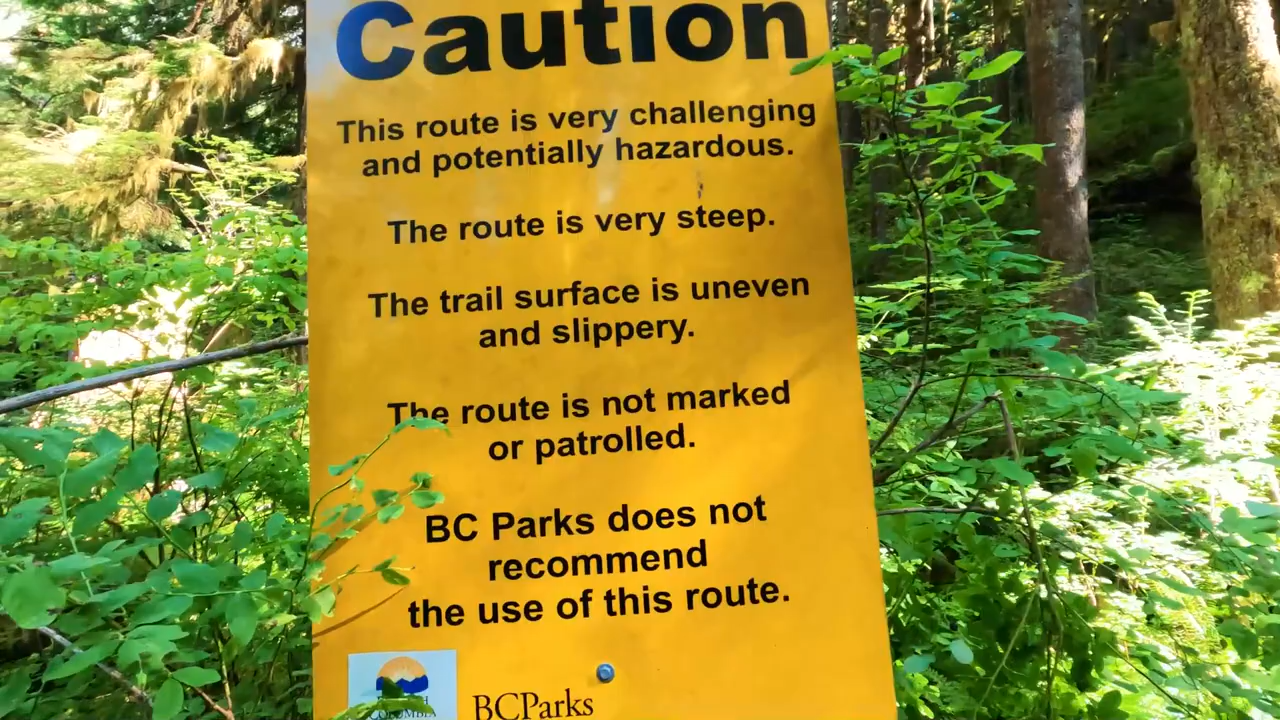 Caution
This route is very challenging
and potentially hazardous.
The route is very steep.
The trail surface is uneven
and slippery.
The route is not marked
or patrolled.
BC Parks does not
recommend
the use of this route.
BCParks